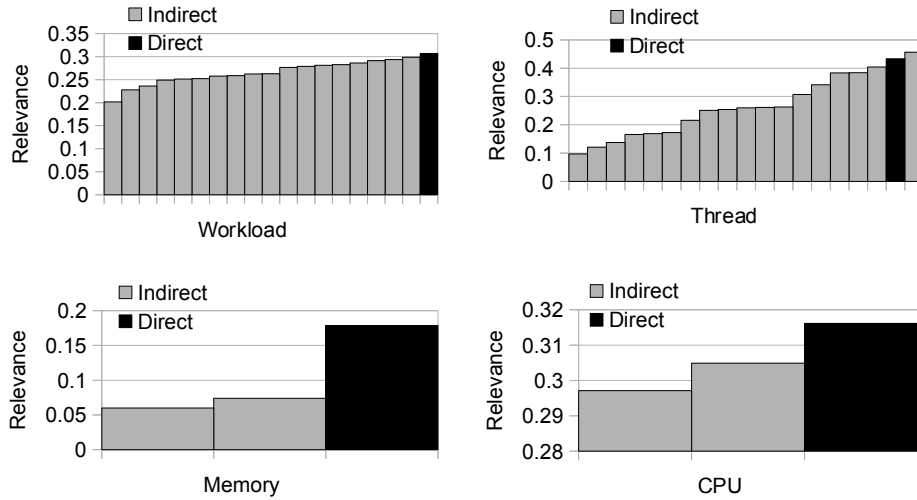 Indirect
Direct
0.35
0.3
0.25
0.2
0.15
0.1
0.05
0
Relevance
Workload
Indirect
Direct
0.5
0.4
0.3
0.2
0.1
0
Relevance
Thread
Indirect
Direct
0.2
0.15
0.1
0.05
0
Relevance
Memory
Indirect
Direct
0.32
0.31
0.3
0.29
0.28
Relevance
CPU